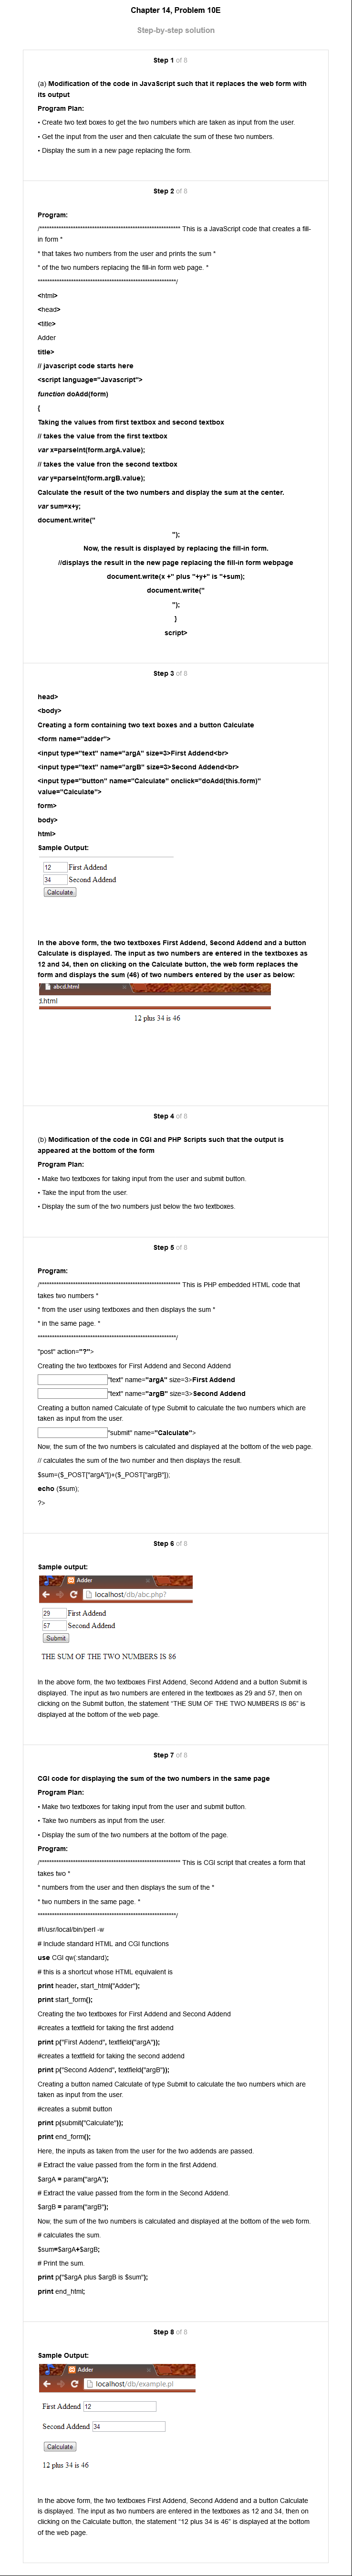 Chapter 14, Problem 10E
Step-by-step solution
Step 1 of 8
(a) Modification of the code in JavaScript such that it replaces the web form with
its output
Program Plan:
• Create two text boxes to get the two numbers which are taken as input from the user.
• Get the input from the user and then calculate the sum of these two numbers.
• Display the sum in a new page replacing the form.
Step 2 of 8
Program:
/********************************************************** This is a JavaScript code that creates a fill-
in form *
* that takes two numbers from the user and prints the sum *
* of the two numbers replacing the fill-in form web page. *
**********************************************************/
<html>
<head>
<title>
Adder
title>
// javascript code starts here
<script language="Javascript">
function doAdd(form)
{
Taking the values from first textbox and second textbox
// takes the value from the first textbox
var x=parseInt(form.argA.value);
// takes the value fron the second textbox
var y=parseInt(form.argB.value);
Calculate the result of the two numbers and display the sum at the center.
var sum=x+y;
document.write("
");
Now, the result is displayed by replacing the fill-in form.
//displays the result in the new page replacing the fill-in form webpage
document.write(x +" plus "+y+" is "+sum);
document.write("
");
}
script>
Step 3 of 8
head>
<body>
Creating a form containing two text boxes and a button Calculate
<form name="adder">
<input type="text" name="argA" size=3>First Addend<br>
<input type="text" name="argB" size=3>Second Addend<br>
<input type="button" name="Calculate" onclick="doAdd(this.form)"
value="Calculate">
form>
body>
html>
Sample Output:
12 First Addend
34 Second Addend
Calculate
In the above form, the two textboxes First Addend, Second Addend and a button
Calculate is displayed. The input as two numbers are entered in the textboxes as
12 and 34, then on clicking on the Calculate button, the web form replaces the
form and displays the sum (46) of two numbers entered by the user as below:
abcd.html
d.html
12 plus 34 is 46
Step 4 of 8
(b) Modification of the code in CGI and PHP Scripts such that the output is
appeared at the bottom of the form
Program Plan:
• Make two textboxes for taking input from the user and submit button.
• Take the input from the user.
• Display the sum of the two numbers just below the two textboxes.
Step 5 of 8
Program:
/********************************************************** This is PHP embedded HTML code that
takes two numbers *
* from the user using textboxes and then displays the sum *
* in the same page. *
**********************************************************/
"post" action="?">
Creating the two textboxes for First Addend and Second Addend
"text" name="argA" size=3>First Addend
"text" name="argB" size=3>Second Addend
Creating a button named Calculate of type Submit to calculate the two numbers which are
taken as input from the user.
"submit" name="Calculate">
Now, the sum of the two numbers is calculated and displayed at the bottom of the web page.
// calculates the sum of the two number and then displays the result.
$sum=($_POST["argA"])+($_POST["argB"]);
echo ($sum);
?>
Step 6 of 8
Sample output:
Adder
localhost/db/abc.php?
29 First Addend
57 Second Addend
Submit
THE SUM OF THE TWO NUMBERS IS 86
In the above form, the two textboxes First Addend, Second Addend and a button Submit is
displayed. The input as two numbers are entered in the textboxes as 29 and 57, then on
clicking on the Submit button, the statement "THE SUM OF THE TWO NUMBERS IS 86" is
displayed at the bottom of the web page.
Step 7 of 8
CGI code for displaying the sum of the two numbers in the same page
Program Plan:
• Make two textboxes for taking input from the user and submit button.
• Take two numbers as input from the user.
• Display the sum of the two numbers at the bottom of the page.
Program:
/********************************************************** This is CGI script that creates a form that
takes two *
* numbers from the user and then displays the sum of the *
* two numbers in the same page. *
**********************************************************/
#!/usr/local/bin/perl -w
# Include standard HTML and CGI functions
use CGI qw(:standard);
# this is a shortcut whose HTML equivalent is
print header, start_html("Adder");
print start_form();
Creating the two textboxes for First Addend and Second Addend
#creates a textfield for taking the first addend
print p("First Addend", textfield("argA"));
#creates a textfield for taking the second addend
print p("Second Addend", textfield("argB"));
Creating a button named Calculate of type Submit to calculate the two numbers which are
taken as input from the user.
#creates a submit button
print p(submit("Calculate"));
print end_form();
Here, the inputs as taken from the user for the two addends are passed.
# Extract the value passed from the form in the first Addend.
$argA = param("argA");
# Extract the value passed from the form in the Second Addend.
$argB = param("argB");
Now, the sum of the two numbers is calculated and displayed at the bottom of the web form.
# calculates the sum.
$sum=$argA+$argB;
# Print the sum.
print p("$argA plus $argB is $sum");
print end_html;
Step 8 of 8
Sample Output:
Adder
localhost/db/example.pl
First Addend 12
Second Addend 34
Calculate
12 plus 34 is 46
In the above form, the two textboxes First Addend, Second Addend and a button Calculate
is displayed. The input as two numbers are entered in the textboxes as 12 and 34, then on
clicking on the Calculate button, the statement "12 plus 34 is 46" is displayed at the bottom
of the web page.